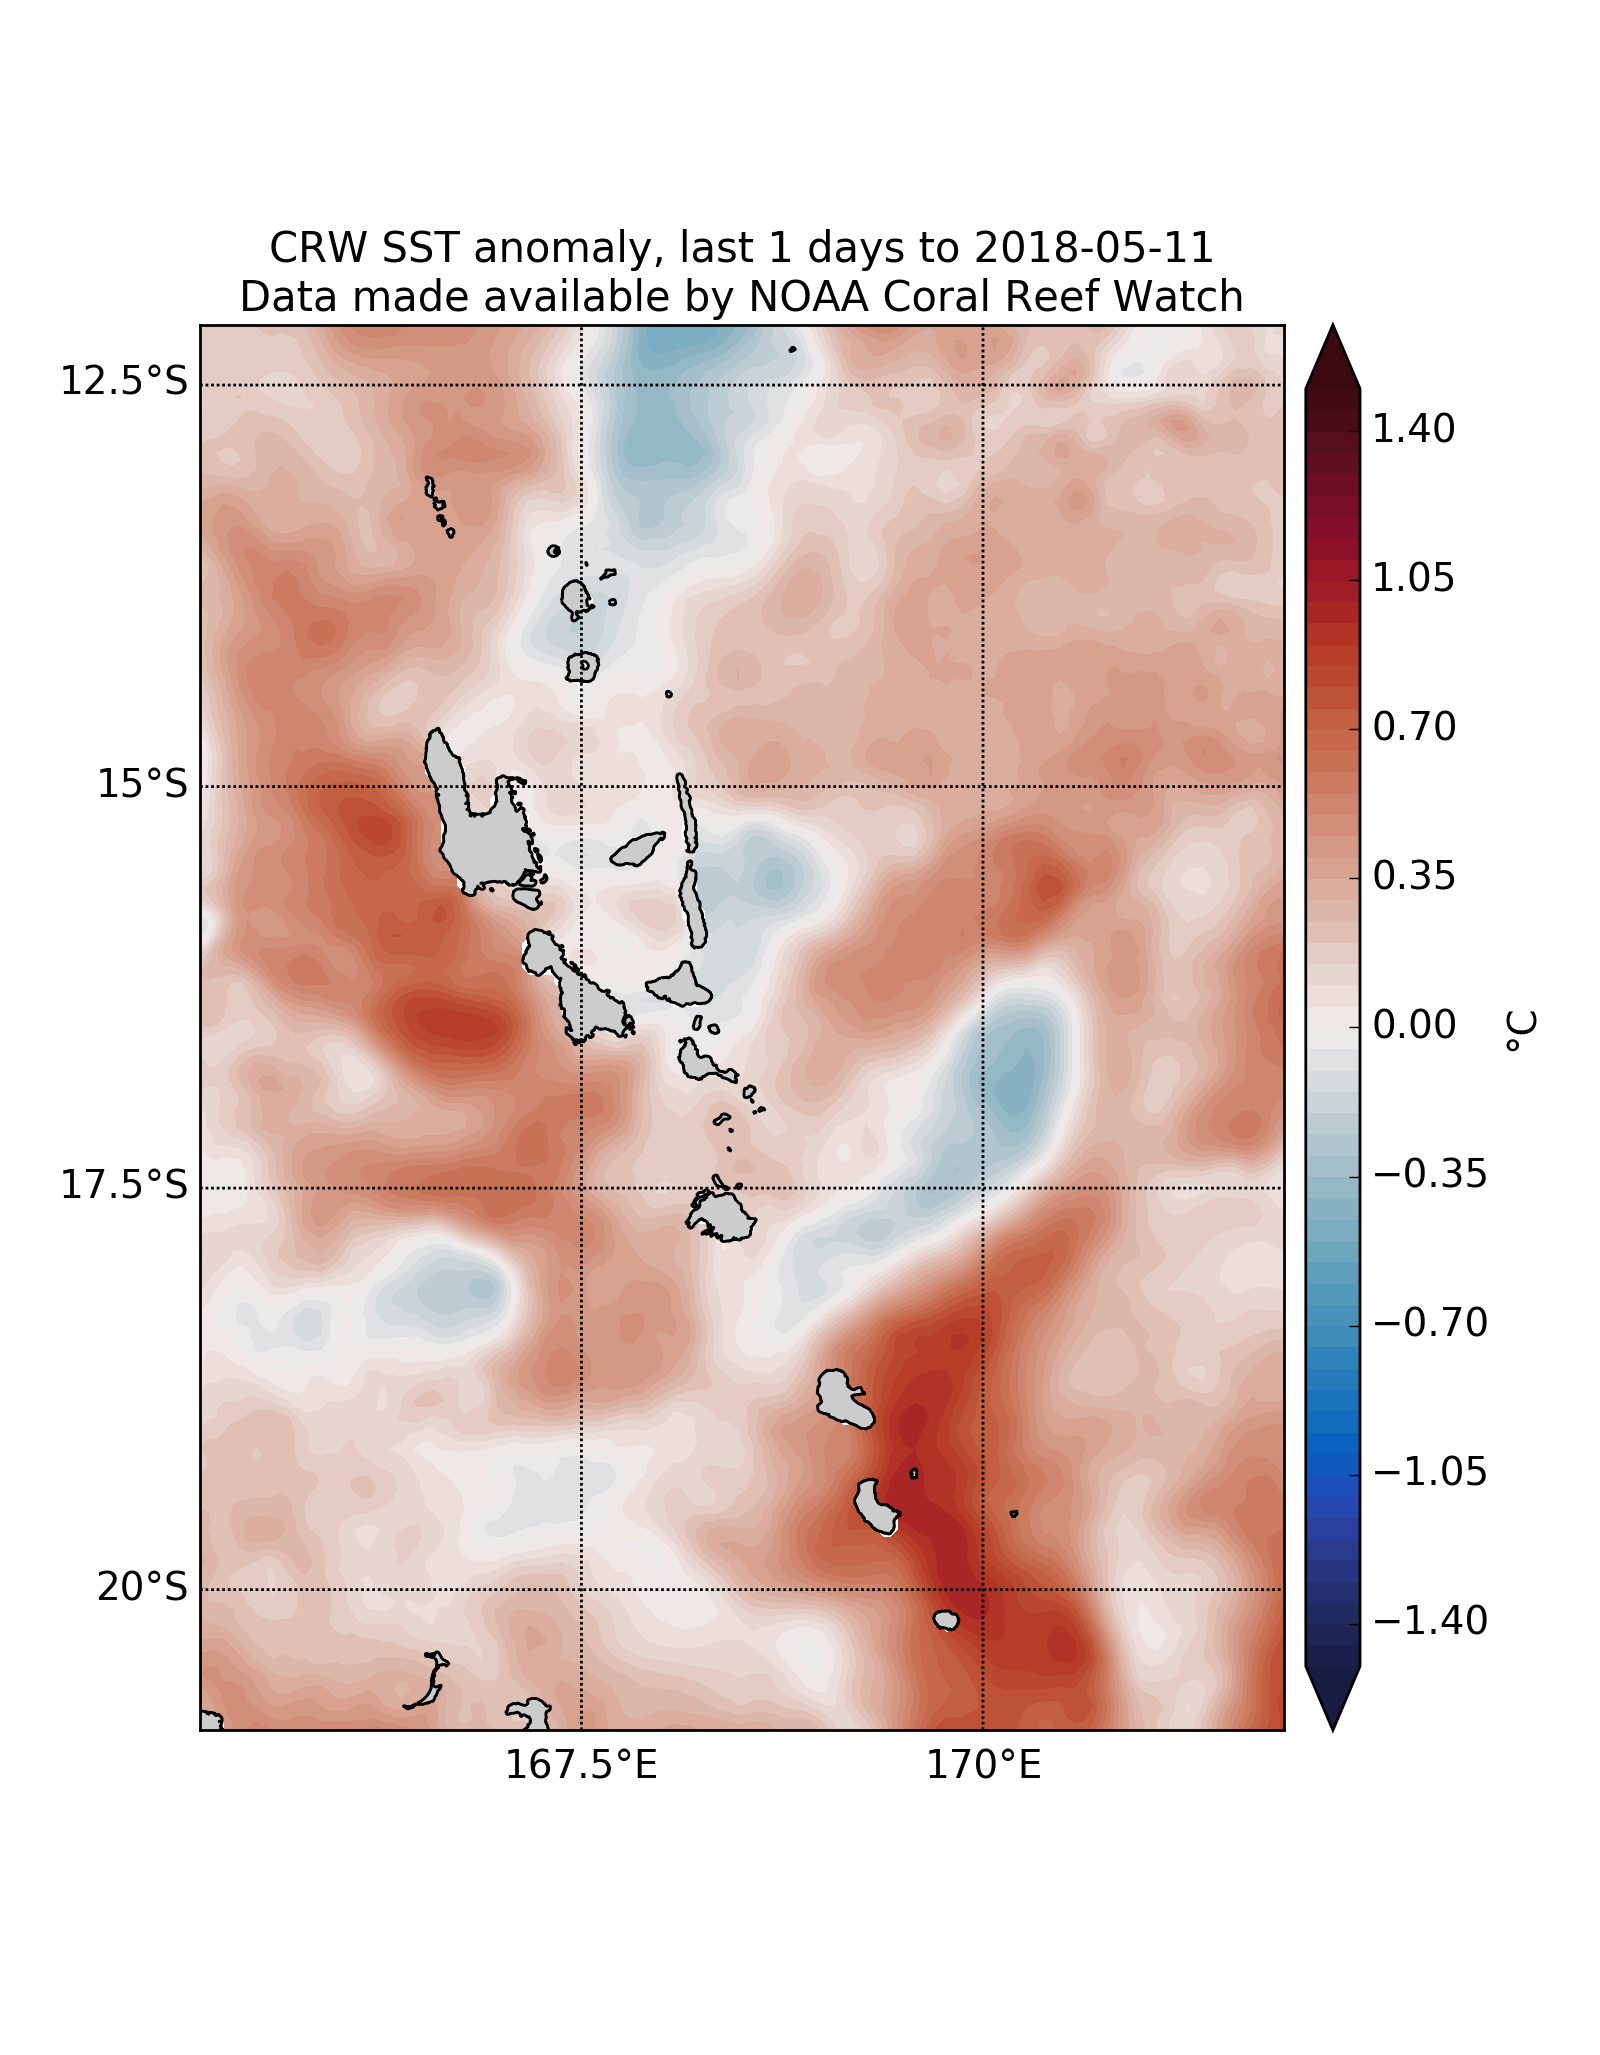 CRW SST anomaly, last 1 days to 2018-05-11
Data made available by NOAA Coral Reef Watch
12.5°S
15°S
17.5°S
20°S
167.5°E
170°E
1.40
1.05
0.70
0.35
0.00
−0.35
−0.70
−1.05
−1.40
°C